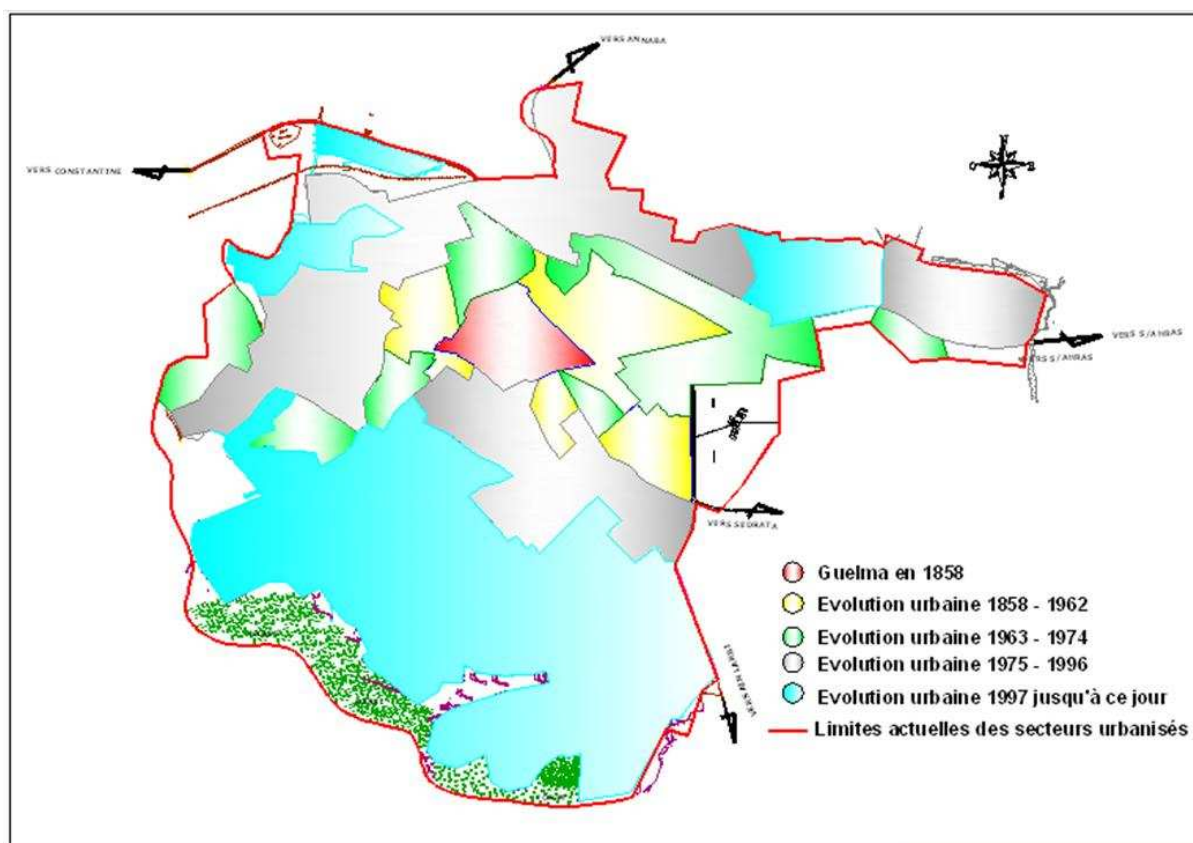 VERS ANNABA
VERS CONSTANTINE
VERS S/AHRAS
VERS S/AHRAS
VERS SEDRATA
Guelma en 1858
Evolution urbaine 1858 - 1962
Evolution urbaine 1963 - 1974
Evolution urbaine 1975 - 1996
Evolution urbaine 1997 jusqu'à ce jour
Limites actuelles des secteurs urbanisés